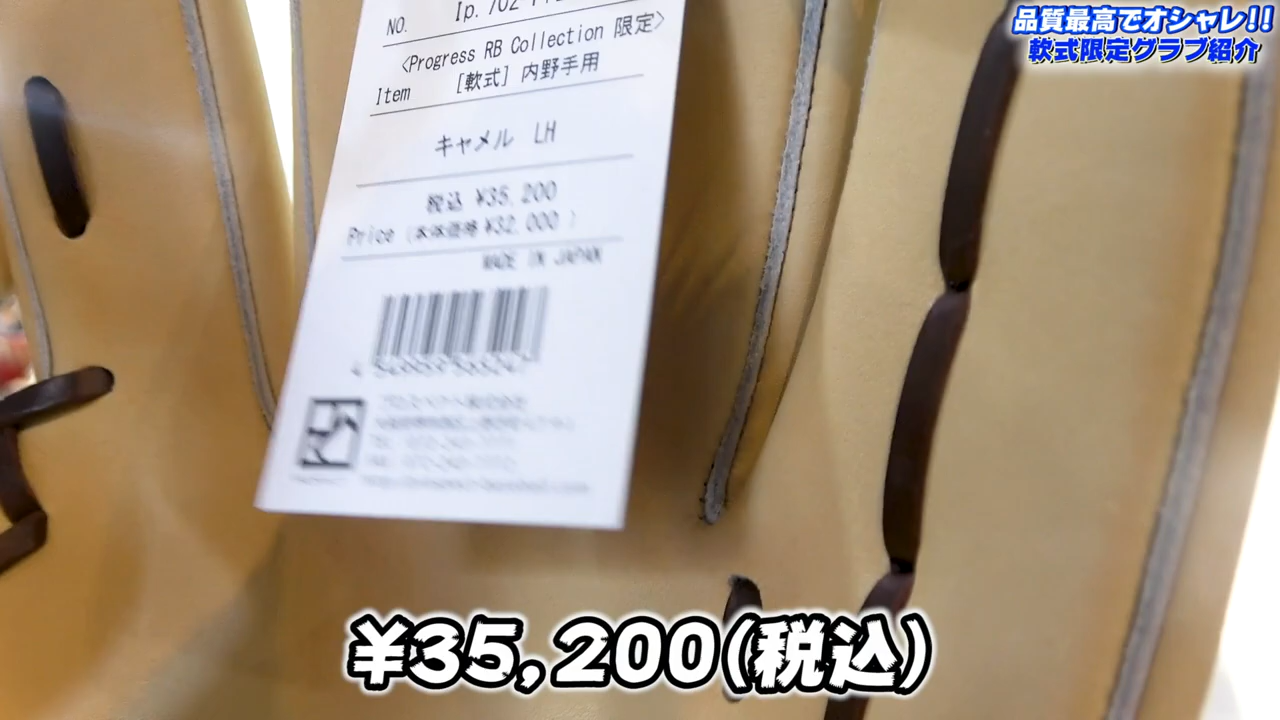 品質最高でオシャレ!!
軟式限定グラブ紹介
NO. Ip. 702
<Progress RB Collection 限定>
Item [軟式] 内野手用
キャメル LH
税込 ¥35,200
Price (本体価格 ¥32,000 )
MADE IN JAPAN
¥35,200(税込)